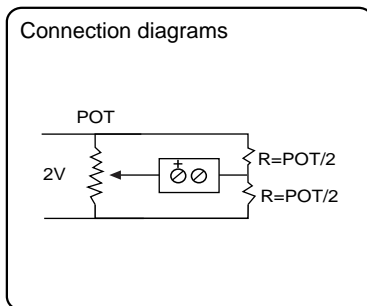 Connection diagrams
POT
2V
+
R=POT/2
R=POT/2